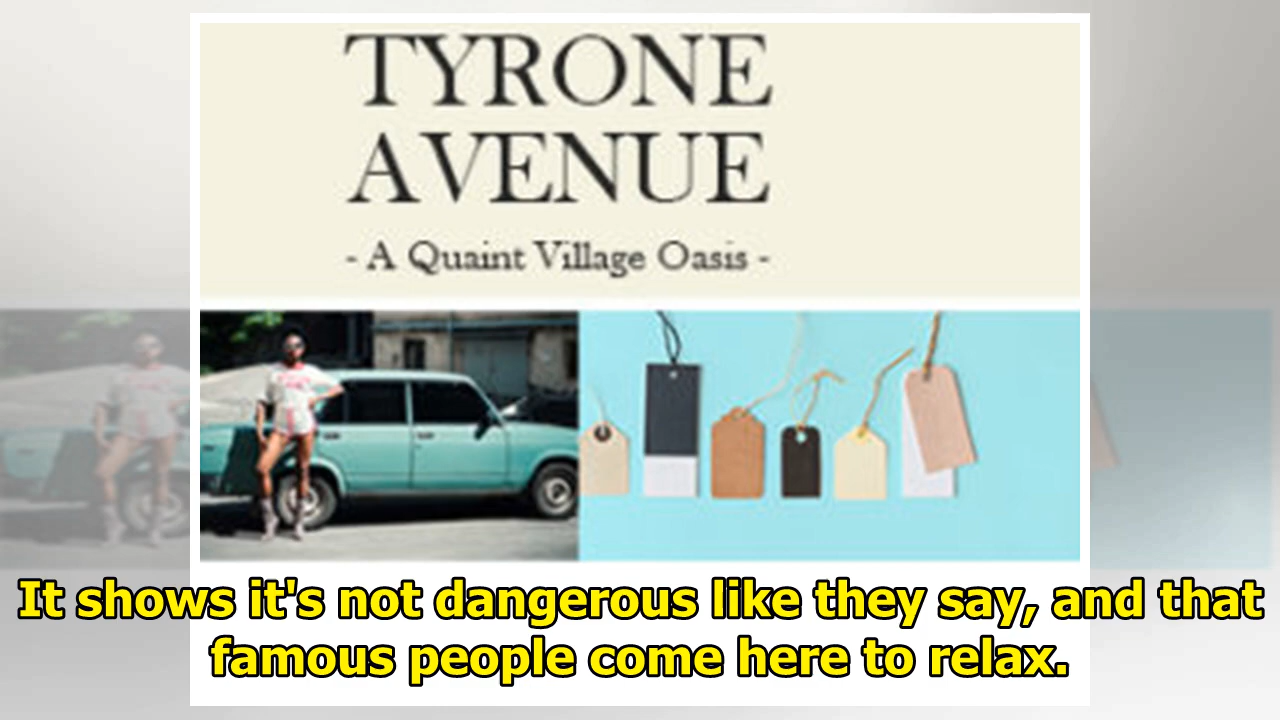 TYRONE
AVENUE
- A Quaint Village Oasis -
It shows it's not dangerous like they say, and that
famous people come here to relax.